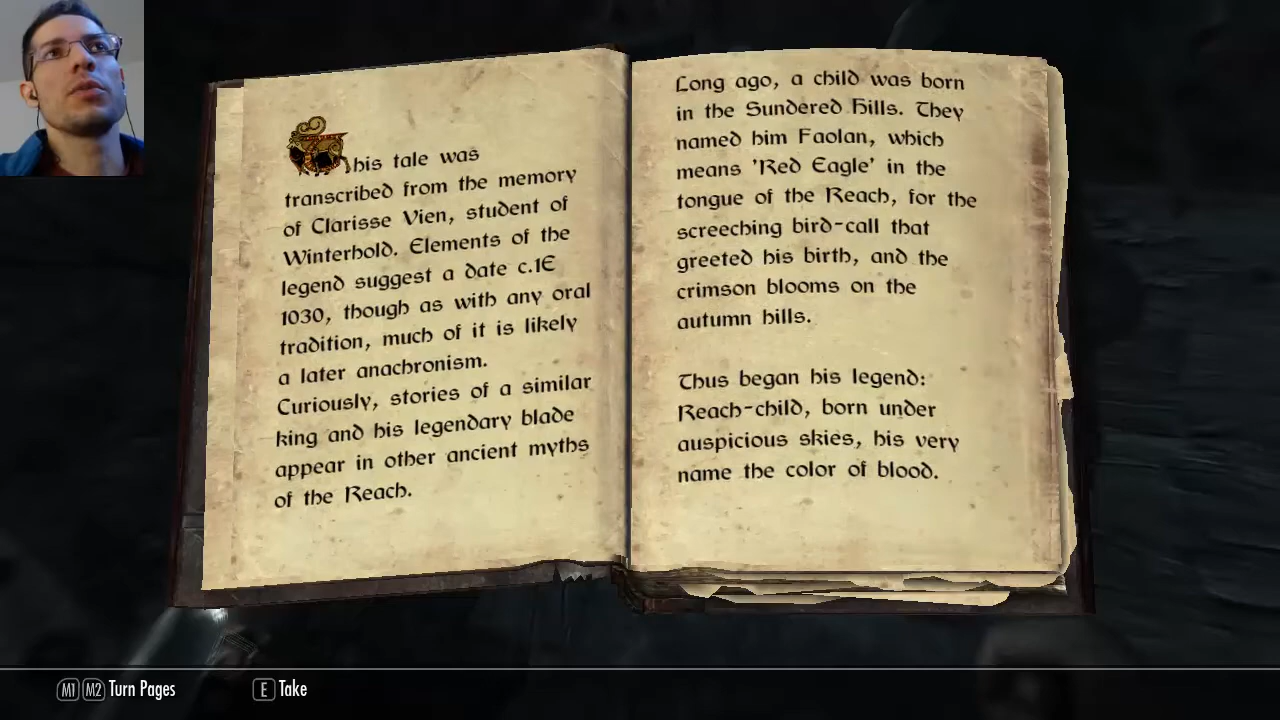 This tale was
transcribed from the memory
of Clarisse Vien, student of
Winterhold. Elements of the
legend suggest a date c.1E
1030, though as with any oral
tradition, much of it is likely
a later anachronism.
Curiously, stories of a similar
king and his legendary blade
appear in other ancient myths
of the Reach.
Long ago, a child was born
in the Sundered Hills. They
named him Faolan, which
means 'Red Eagle' in the
tongue of the Reach, for the
screeching bird-call that
greeted his birth, and the
crimson blooms on the
autumn hills.
Thus began his legend:
Reach-child, born under
auspicious skies, his very
name the color of blood.
M1 M2 Turn Pages
E Take